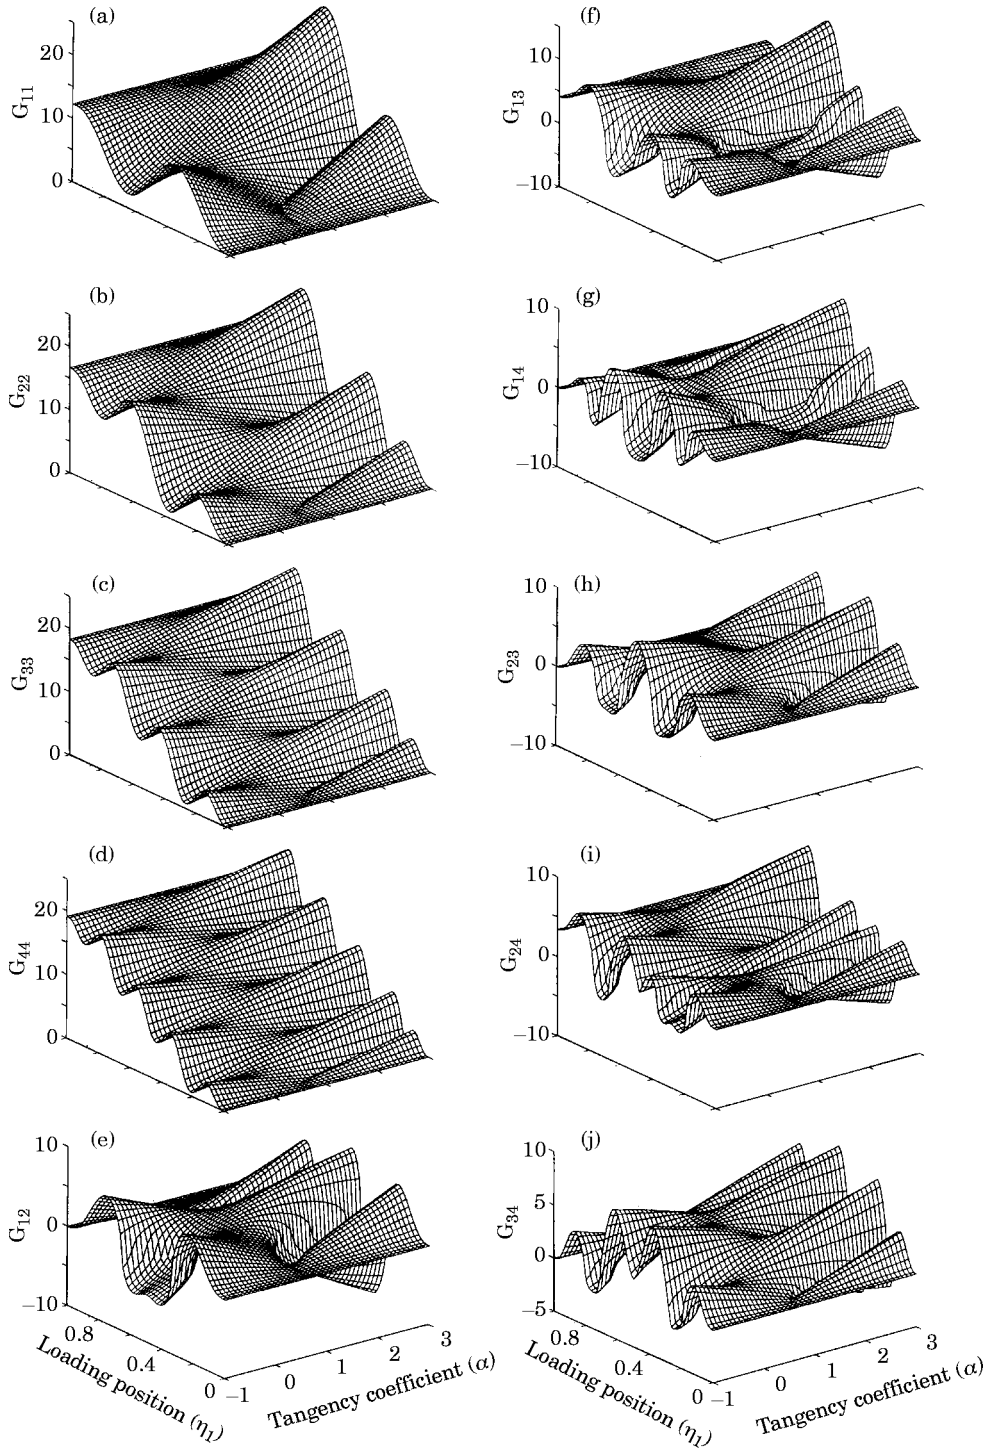 (a)
20
10
0
G11
(b)
20
10
0
G22
(c)
20
10
0
G33
(d)
20
10
0
G44
(e)
10
0
–10
G12
0.8
0.4
0
Loading position (η1)
–1
0
1
2
3
Tangency coefficient (α)
(f)
10
0
–10
G13
(g)
10
0
–10
G14
(h)
10
0
–10
G23
(i)
10
0
–10
G24
(j)
10
5
0
–5
G34
0.8
0.4
0
Loading position (η1)
–1
0
1
2
3
Tangency coefficient (α)